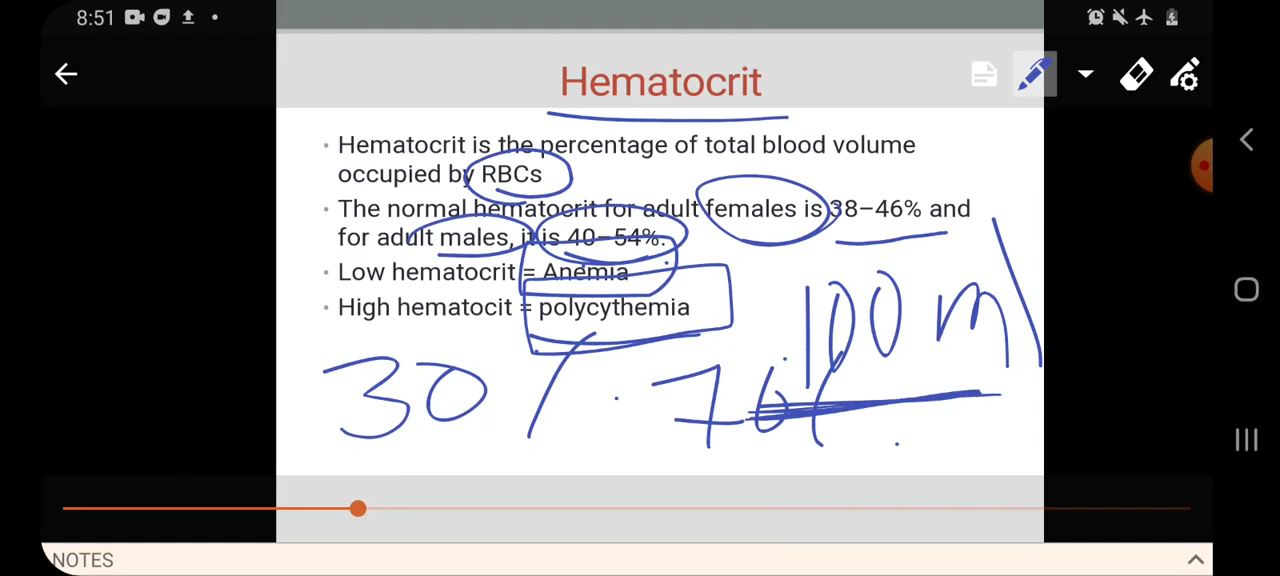 8:51
Hematocrit
• Hematocrit is the percentage of total blood volume
occupied by RBCs
• The normal hematocrit for adult females is 38–46% and
for adult males, it is 40–54%.
• Low hematocrit = Anemia
• High hematocit = polycythemia
100 ml
30%
NOTES